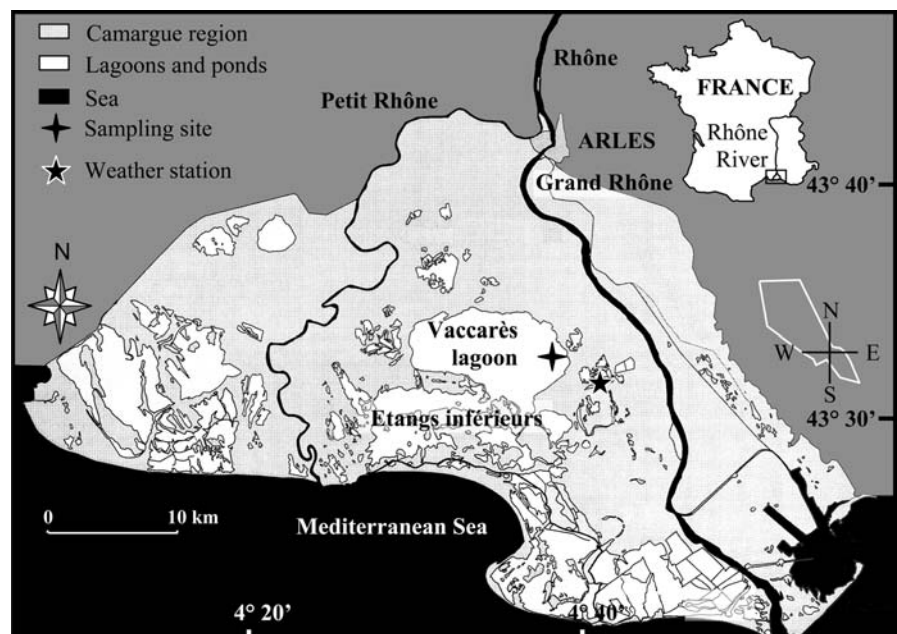 Camargue region
Lagoons and ponds
Sea
Sampling site
Weather station
Petit Rhône
Rhône
ARLES
Grand Rhône
FRANCE
Rhône
River
43° 40’
N
Vaccarès
lagoon
N
W E
S
Etangs inférieurs
43° 30’
0 10 km
Mediterranean Sea
4° 20’ 4° 40’